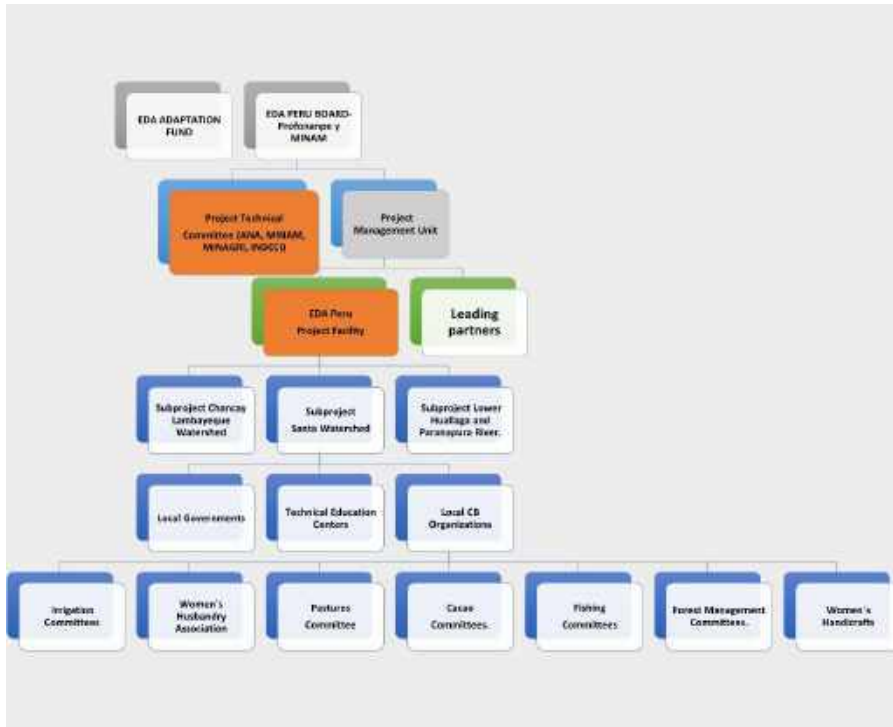 EDA ADAPTATION
FUND
EDA PERU BOARD-
Profonanpe y
MINAM
Project Technical
Committee (ANA, MINAM,
MINAGRI, INDECI)
Project
Management Unit
EDA Peru
Project Facility
Leading
partners
Subproject Chancay
Lambayeque
Watershed
Subproject
Santa Watershed
Subproject Lower
Huallaga and
Paranapura River.
Local Governments
Technical Education
Centers
Local CB
Organizations
Irrigation
Committees
Women's
Husbandry
Association
Pastures
Committee
Cacao
Committees.
Fishing
Committees
Forest Management
Committees.
Women´s
Handicrafts